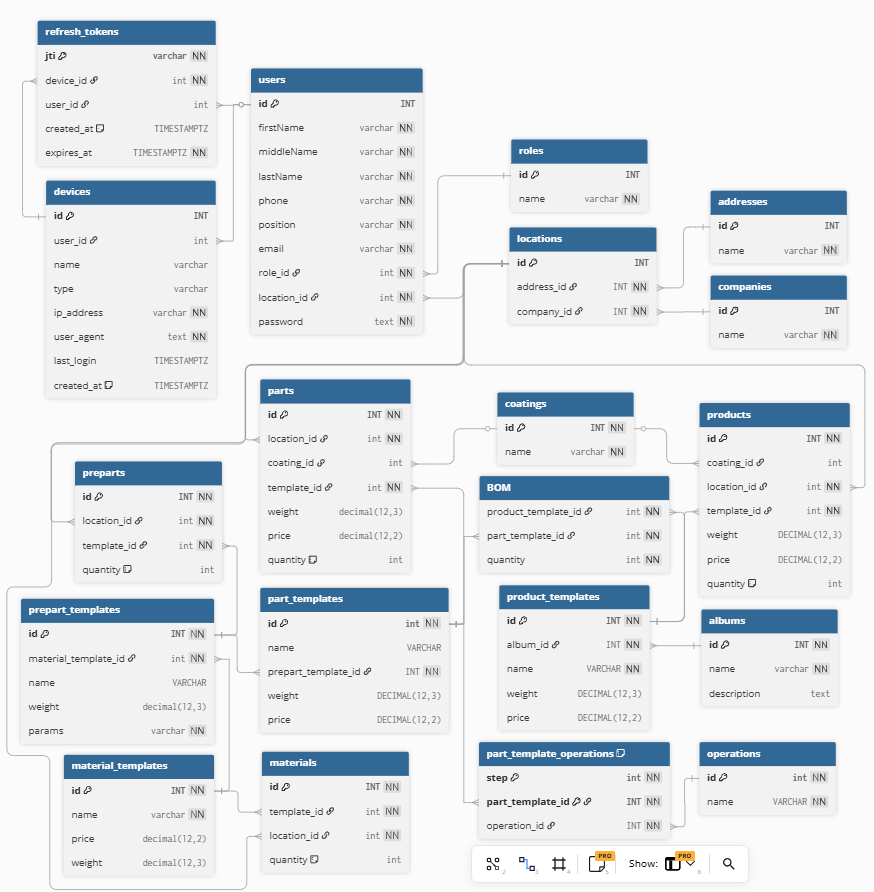 refresh_tokens
jti varchar NN
device_id int NN
user_id int
created_at TIMESTAMPTZ
expires_at TIMESTAMPTZ NN
users
id INT
firstName varchar NN
middleName varchar NN
lastName varchar NN
phone varchar NN
position varchar NN
email varchar NN
role_id int NN
location_id int NN
password text NN
roles
id INT
name varchar NN
devices
id INT
user_id int
name varchar
type varchar
ip_address varchar NN
user_agent text NN
last_login TIMESTAMPTZ
created_at TIMESTAMPTZ
locations
id INT
address_id INT NN
company_id INT NN
addresses
id INT
name varchar NN
companies
id INT
name varchar NN
parts
id INT NN
location_id int NN
coating_id int
template_id int NN
weight decimal(12,3)
price decimal(12,2)
quantity int
coatings
id INT NN
name varchar NN
products
id INT NN
coating_id int
location_id int NN
template_id int NN
weight DECIMAL(12,3)
price DECIMAL(12,2)
quantity int
preparts
id INT NN
location_id int NN
template_id int NN
quantity int
BOM
product_template_id int NN
part_template_id int NN
quantity int NN
prepart_templates
id INT NN
material_template_id int NN
name VARCHAR
weight decimal(12,3)
params varchar NN
part_templates
id int NN
name VARCHAR
prepart_template_id INT NN
weight DECIMAL(12,3)
price DECIMAL(12,2)
product_templates
id INT NN
album_id INT NN
name VARCHAR NN
weight DECIMAL(12,3)
price DECIMAL(12,2)
albums
id INT NN
name varchar NN
description text
material_templates
id INT NN
name varchar NN
price decimal(12,2)
weight decimal(12,3)
materials
id INT NN
template_id int NN
location_id int NN
quantity int
part_template_operations
step int NN
part_template_id INT NN
operation_id INT NN
operations
id int NN
name VARCHAR NN
2
1
4
PRO
5
Show:
PRO
6